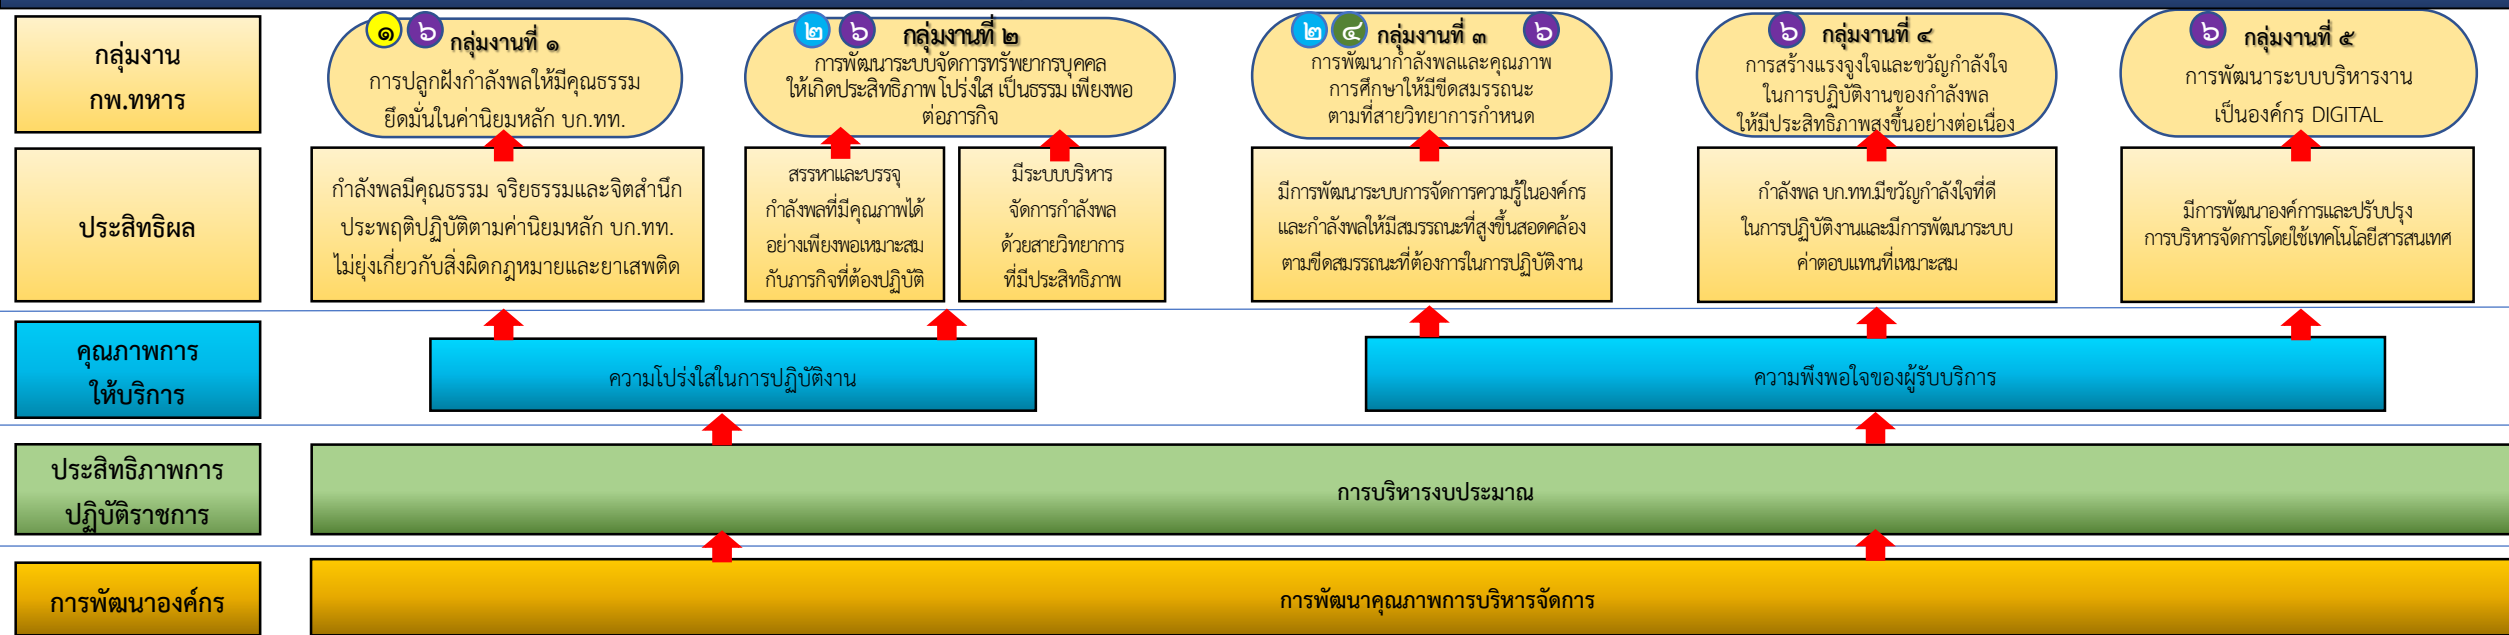 กลุ่มงาน
กพ.ทหาร
๑ ๖ กลุ่มงานที่ ๑
การปลูกฝังกำลังพลให้มีคุณธรรม
ยึดมั่นในค่านิยมหลัก บก.ทท.
๒ ๖ กลุ่มงานที่ ๒
การพัฒนาระบบจัดการทรัพยากรบุคคล
ให้เกิดประสิทธิภาพ โปร่งใส เป็นธรรม เพียงพอ
ต่อภารกิจ
๒ ๔ กลุ่มงานที่ ๓ ๖
การพัฒนากำลังพลและคุณภาพ
การศึกษาให้มีขีดสมรรถนะ
ตามที่สายวิทยาการกำหนด
๖ กลุ่มงานที่ ๔
การสร้างแรงจูงใจและขวัญกำลังใจ
ในการปฏิบัติงานของกำลังพล
ให้มีประสิทธิภาพสูงขึ้นอย่างต่อเนื่อง
๖ กลุ่มงานที่ ๕
การพัฒนาระบบบริหารงาน
เป็นองค์กร DIGITAL
ประสิทธิผล
กำลังพลมีคุณธรรม จริยธรรมและจิตสำนึก
ประพฤติปฏิบัติตามค่านิยมหลัก บก.ทท.
ไม่ยุ่งเกี่ยวกับสิ่งผิดกฎหมายและยาเสพติด
สรรหาและบรรจุ
กำลังพลที่มีคุณภาพได้
อย่างเพียงพอเหมาะสม
กับภารกิจที่ต้องปฏิบัติ
มีระบบบริหาร
จัดการกำลังพล
ด้วยสายวิทยาการ
ที่มีประสิทธิภาพ
มีการพัฒนาระบบการจัดการความรู้ในองค์กร
และกำลังพลให้มีสมรรถนะที่สูงขึ้นสอดคล้อง
ตามขีดสมรรถนะที่ต้องการในการปฏิบัติงาน
กำลังพล บก.ทท.มีขวัญกำลังใจที่ดี
ในการปฏิบัติงานและมีการพัฒนาระบบ
ค่าตอบแทนที่เหมาะสม
มีการพัฒนาองค์การและปรับปรุง
การบริหารจัดการโดยใช้เทคโนโลยีสารสนเทศ
คุณภาพการ
ให้บริการ
ความโปร่งใสในการปฏิบัติงาน
ความพึงพอใจของผู้รับบริการ
ประสิทธิภาพการ
ปฏิบัติราชการ
การบริหารงบประมาณ
การพัฒนาองค์กร
การพัฒนาคุณภาพการบริหารจัดการ